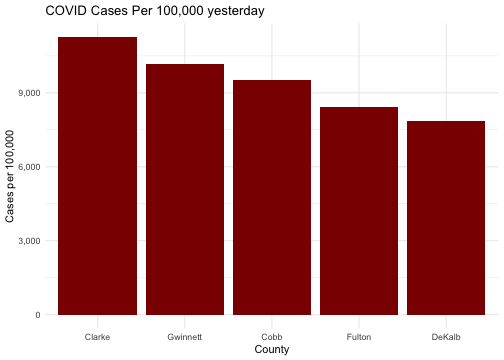 COVID Cases Per 100,000 yesterday
Cases per 100,000
9,000
6,000
3,000
0
Clarke Gwinnett Cobb Fulton DeKalb
County